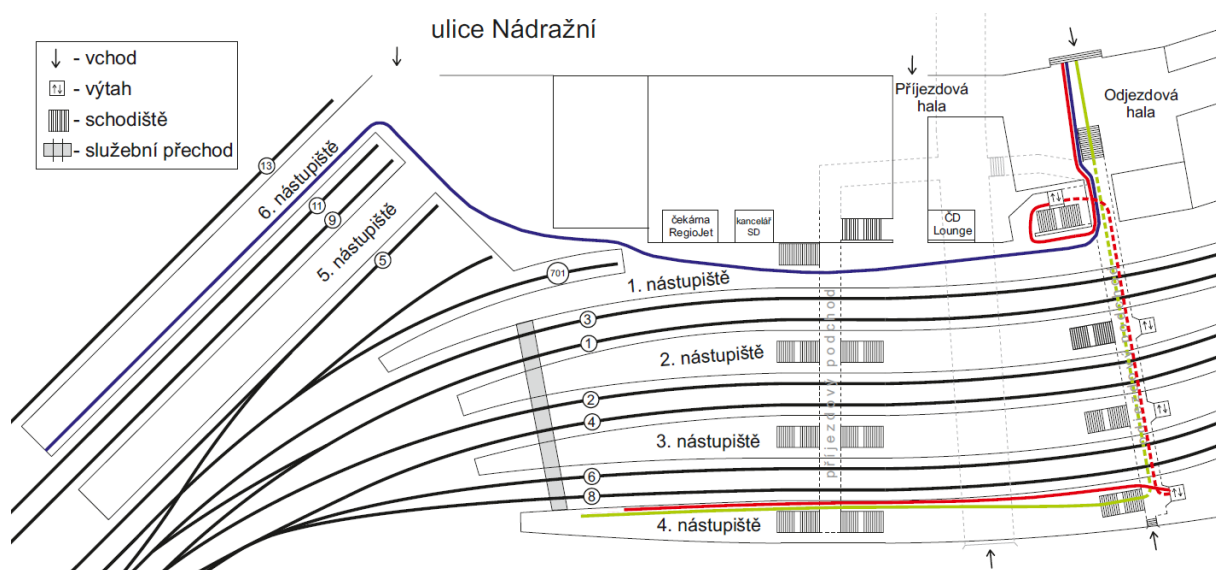 ulice Nádražní
- vchod
- výtah
- schodiště
- služební přechod
Příjezdová
hala
Odjezdová
hala
13
6. nástupiště
11
9
5. nástupiště
5
čekárna
RegioJet
kancelář
SD
ČD
Lounge
701
1. nástupiště
3
1
2. nástupiště
2
4
3. nástupiště
6
8
4. nástupiště
příjezdový podchod